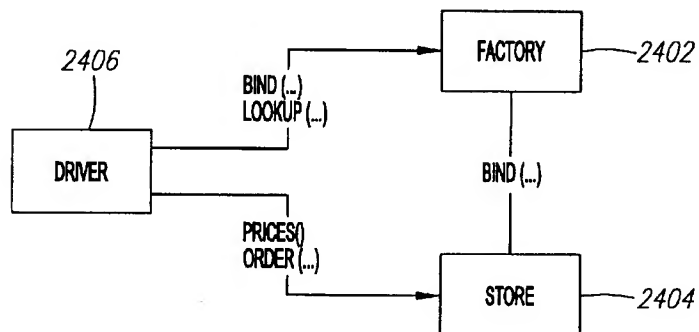 2406
FACTORY
2402
BIND (...)
LOOKUP (...)
DRIVER
BIND (...)
PRICES()
ORDER (...)
STORE
2404